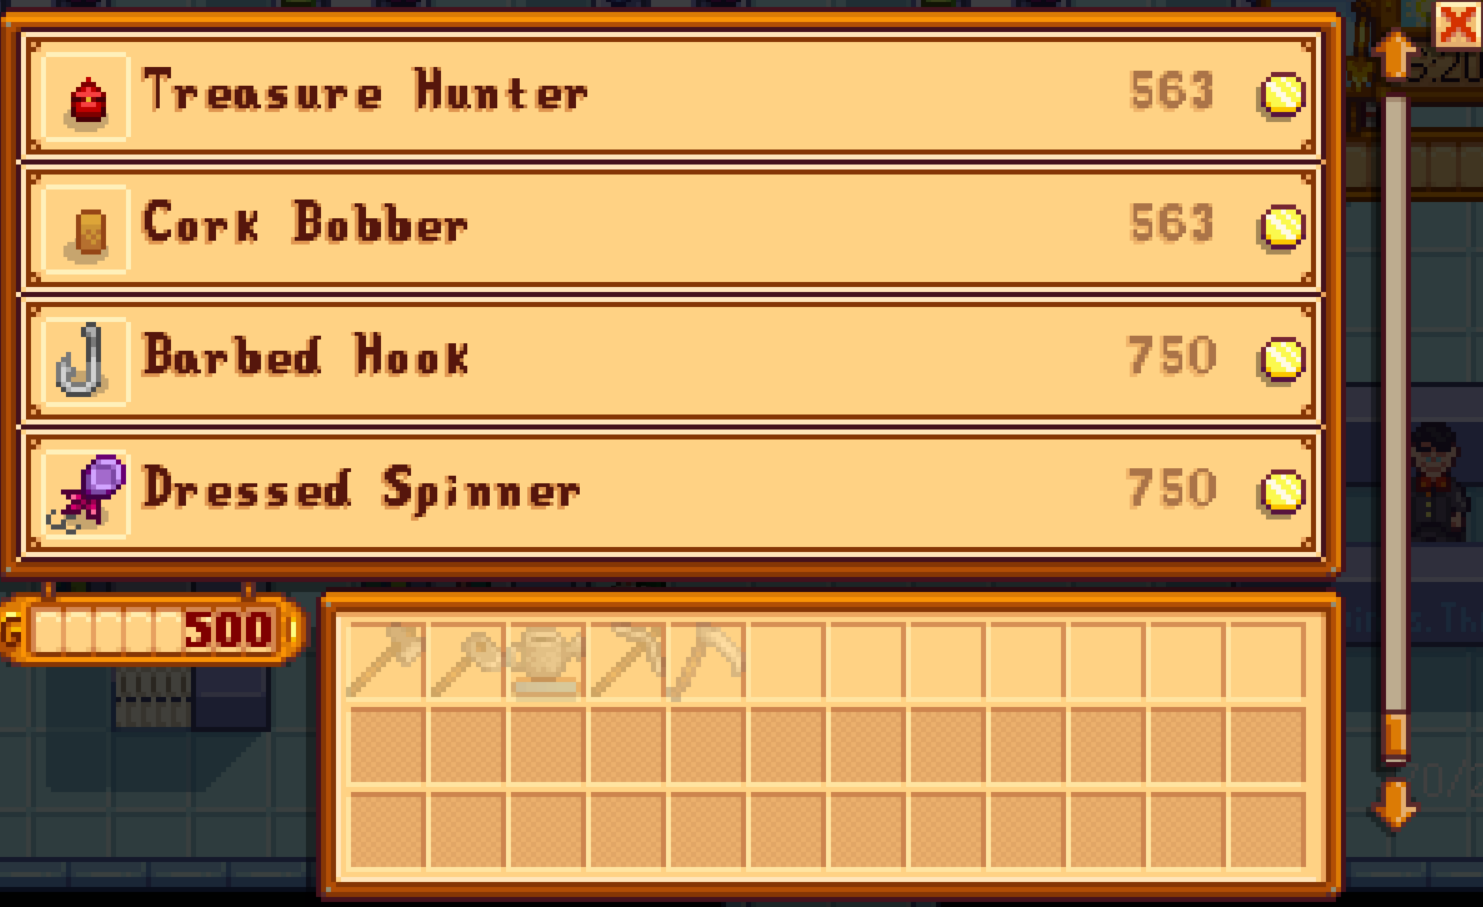 Treasure Hunter 563
Cork Bobber 563
Barbed Hook 750
Dressed Spinner 750
G 500